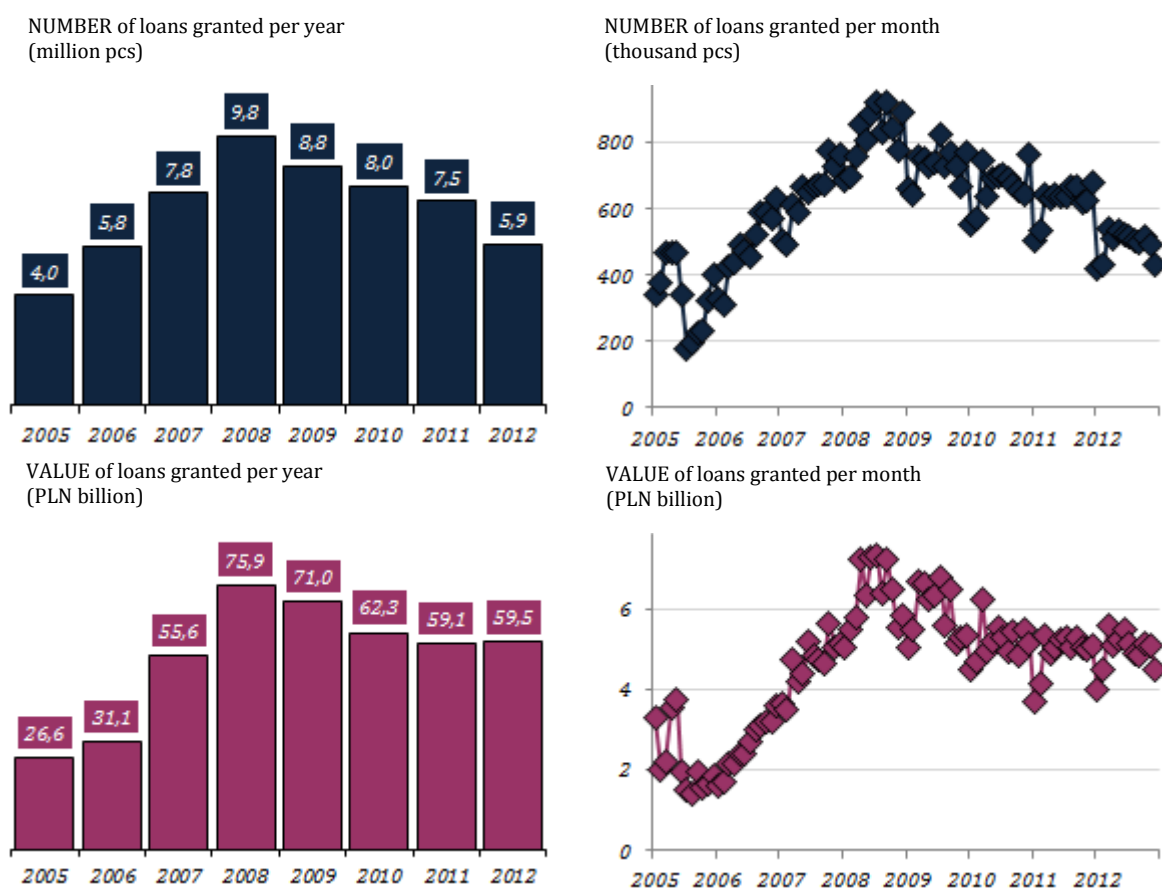 NUMBER of loans granted per year
(million pcs)
9,8
8,8
8,0
7,8
7,5
5,8
5,9
4,0
2005 2006 2007 2008 2009 2010 2011 2012
NUMBER of loans granted per month
(thousand pcs)
800
600
400
200
0
2005 2006 2007 2008 2009 2010 2011 2012
VALUE of loans granted per year
(PLN billion)
75,9
71,0
62,3
59,1
59,5
55,6
31,1
26,6
2005 2006 2007 2008 2009 2010 2011 2012
VALUE of loans granted per month
(PLN billion)
6
4
2
0
2005 2006 2007 2008 2009 2010 2011 2012